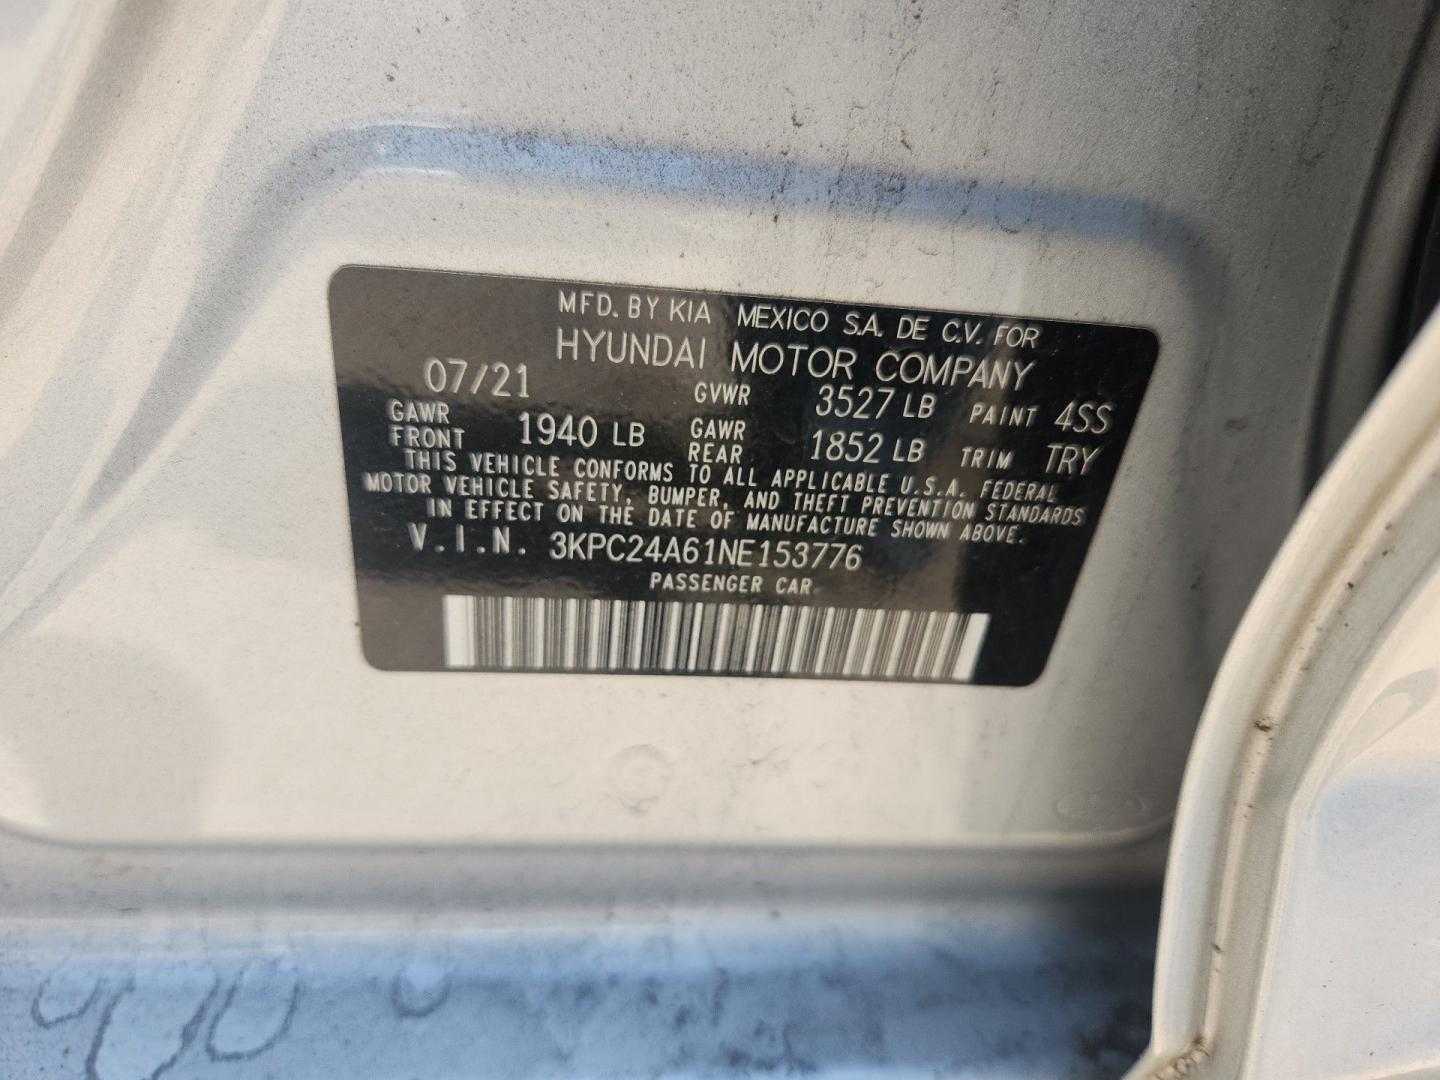 MFD. BY KIA MEXICO S.A. DE C.V. FOR
HYUNDAI MOTOR COMPANY
07/21 GVWR 3527 LB PAINT 4SS
GAWR FRONT 1940 LB GAWR REAR 1852 LB TRIM TRY
THIS VEHICLE CONFORMS TO ALL APPLICABLE U.S.A. FEDERAL
MOTOR VEHICLE SAFETY, BUMPER, AND THEFT PREVENTION STANDARDS
IN EFFECT ON THE DATE OF MANUFACTURE SHOWN ABOVE.
V.I.N. 3KPC24A61NE153776
PASSENGER CAR